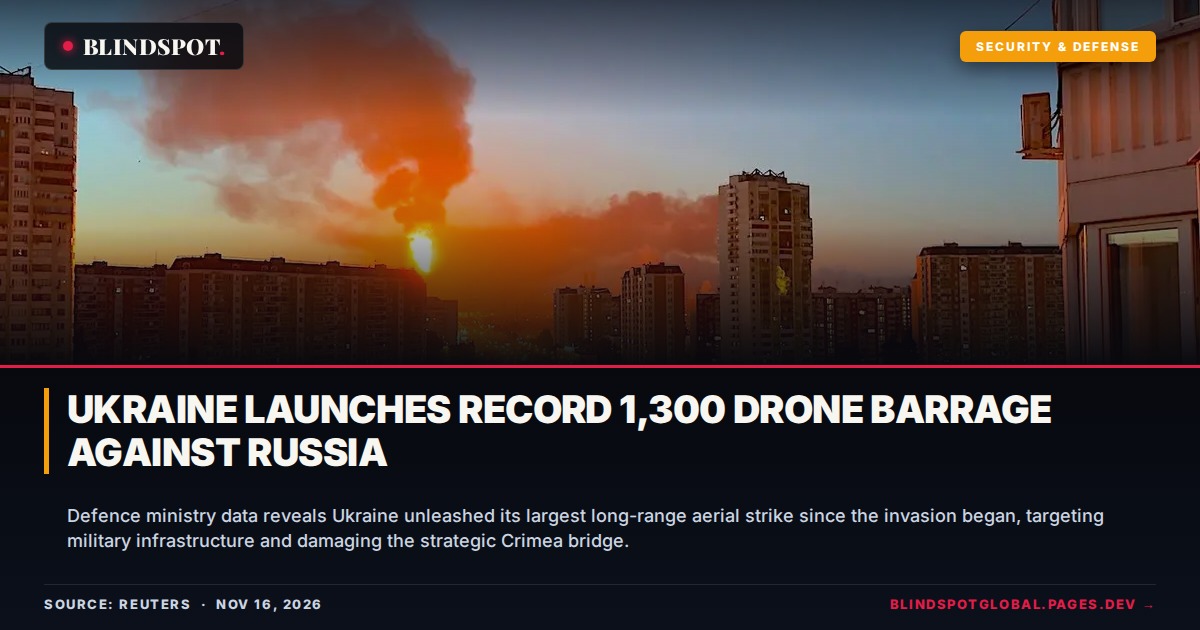 BLINDSPOT.
SECURITY & DEFENSE
UKRAINE LAUNCHES RECORD 1,300 DRONE BARRAGE
AGAINST RUSSIA
Defence ministry data reveals Ukraine unleashed its largest long-range aerial strike since the invasion began, targeting
military infrastructure and damaging the strategic Crimea bridge.
SOURCE: REUTERS · NOV 16, 2026
BLINDSPOTGLOBAL.PAGES.DEV →